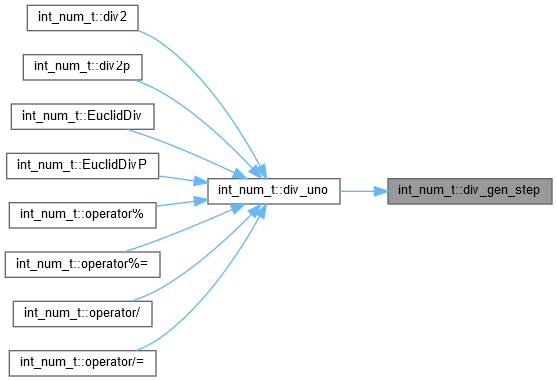 int_num_t::div2
int_num_t::div2p
int_num_t::EuclidDiv
int_num_t::EuclidDivP
int_num_t::div_uno
int_num_t::div_gen_step
int_num_t::operator%
int_num_t::operator%=
int_num_t::operator/
int_num_t::operator/=